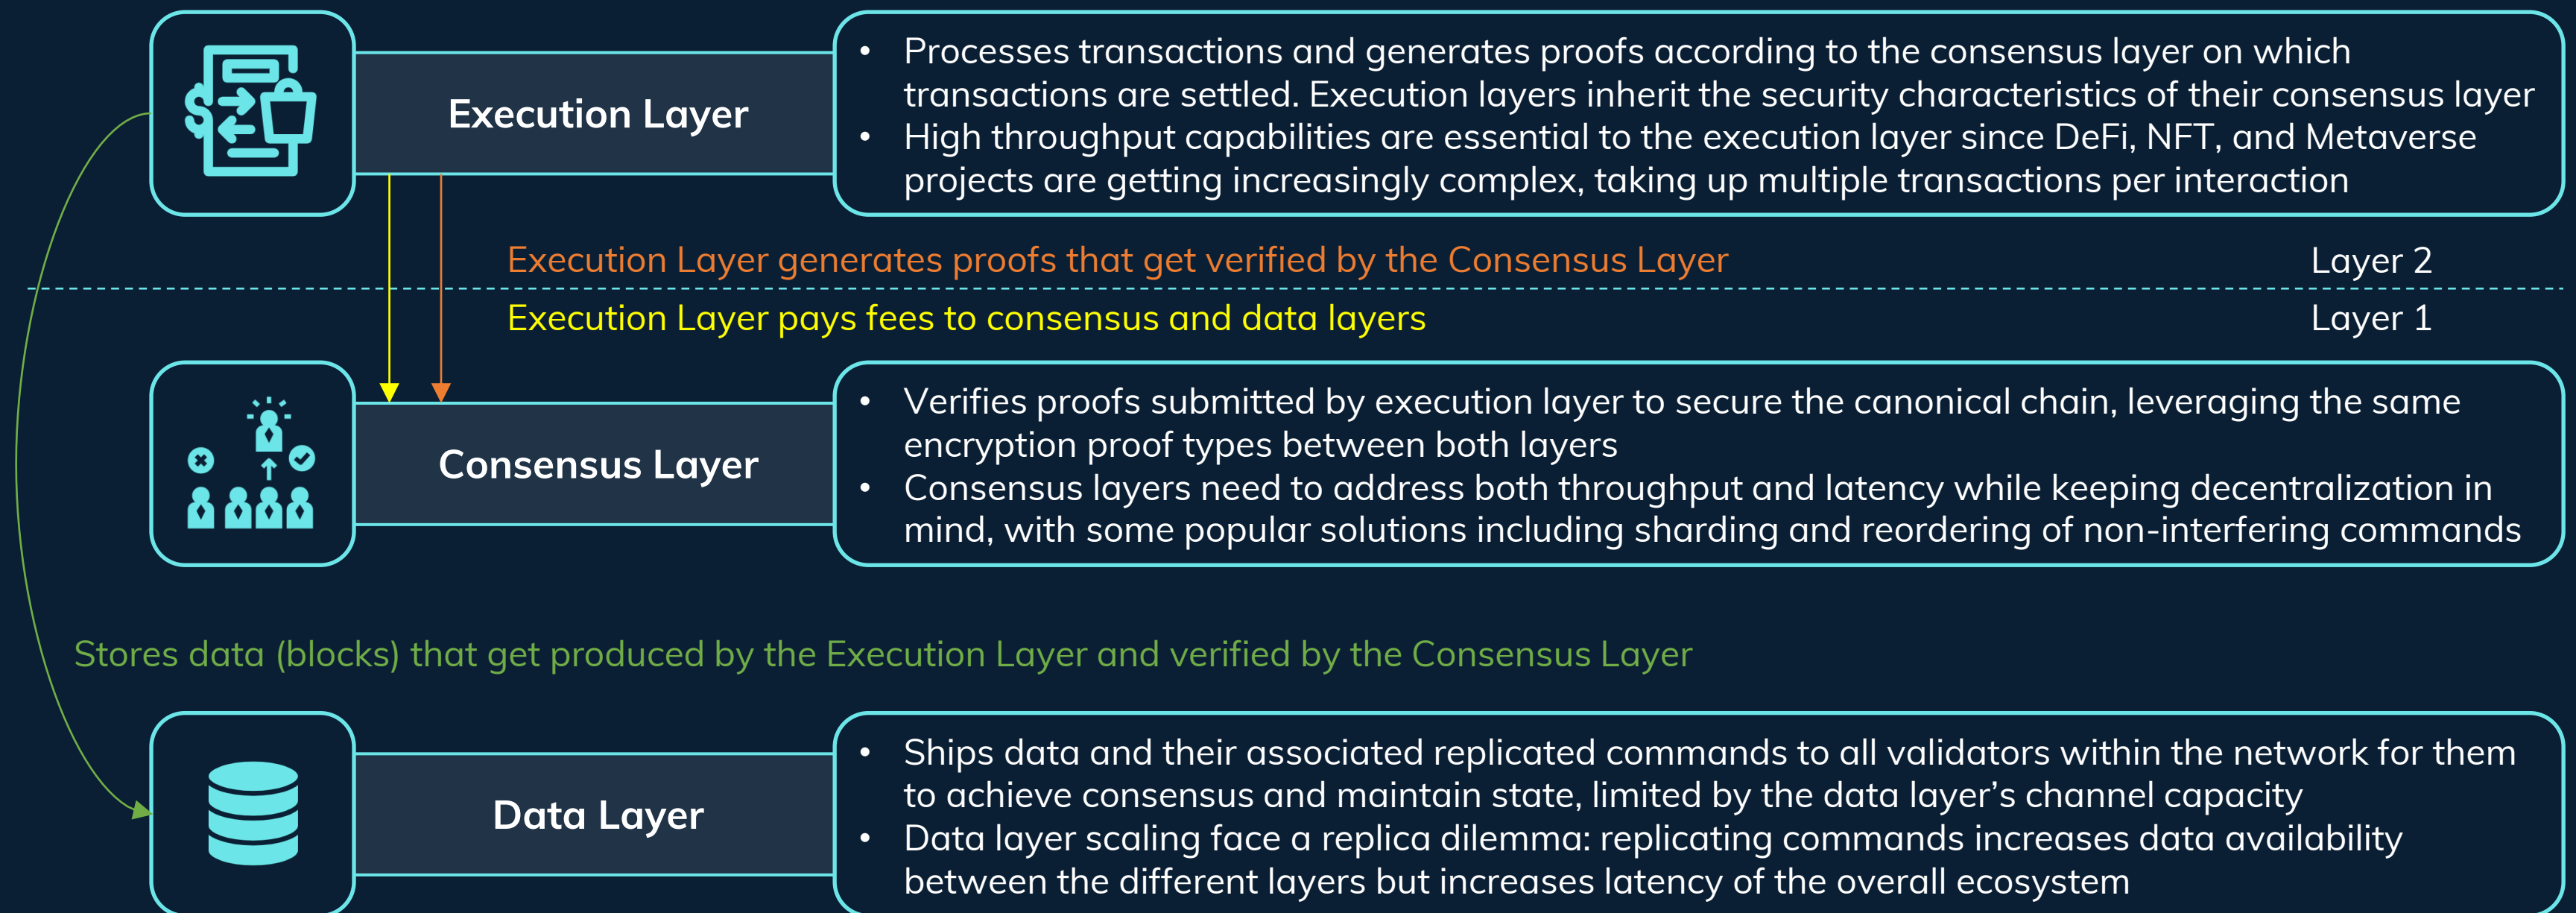 Execution Layer
• Processes transactions and generates proofs according to the consensus layer on which
transactions are settled. Execution layers inherit the security characteristics of their consensus layer
• High throughput capabilities are essential to the execution layer since DeFi, NFT, and Metaverse
projects are getting increasingly complex, taking up multiple transactions per interaction
Execution Layer generates proofs that get verified by the Consensus Layer
Layer 2
Execution Layer pays fees to consensus and data layers
Layer 1
Consensus Layer
• Verifies proofs submitted by execution layer to secure the canonical chain, leveraging the same
encryption proof types between both layers
• Consensus layers need to address both throughput and latency while keeping decentralization in
mind, with some popular solutions including sharding and reordering of non-interfering commands
Stores data (blocks) that get produced by the Execution Layer and verified by the Consensus Layer
Data Layer
• Ships data and their associated replicated commands to all validators within the network for them
to achieve consensus and maintain state, limited by the data layer’s channel capacity
• Data layer scaling face a replica dilemma: replicating commands increases data availability
between the different layers but increases latency of the overall ecosystem